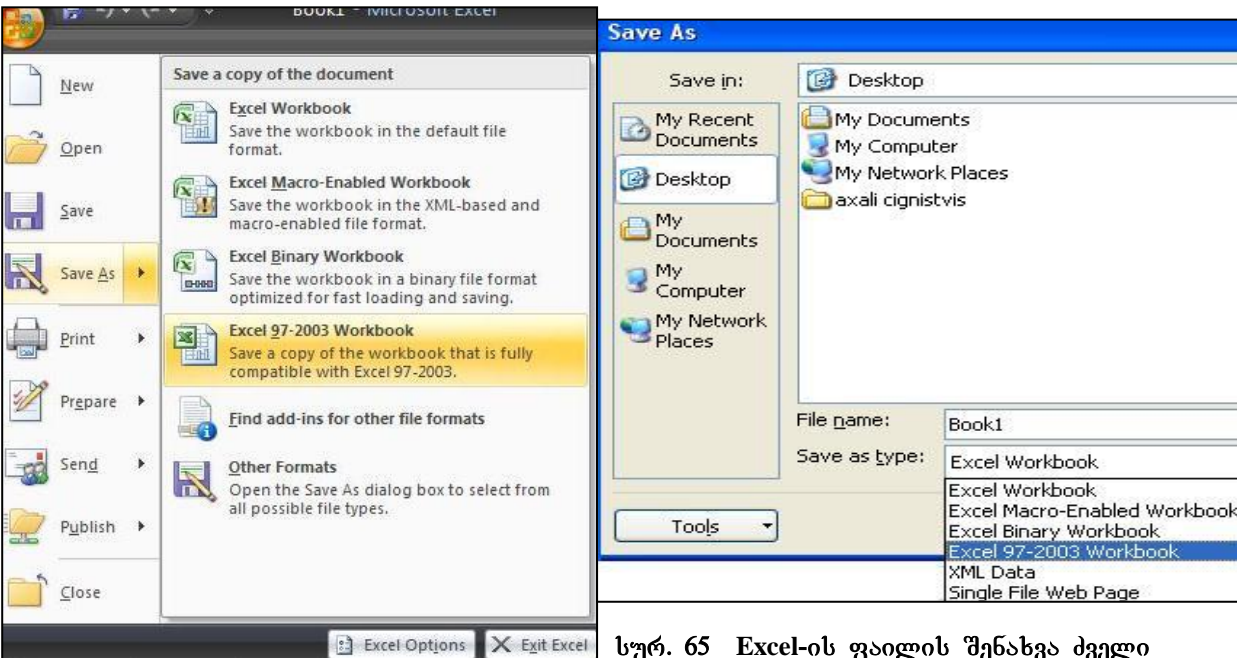 Book1 - Microsoft Excel
New
Open
Save
Save As
Print
Prepare
Send
Publish
Close
Save a copy of the document
Excel Workbook
Save the workbook in the default file
format.
Excel Macro-Enabled Workbook
Save the workbook in the XML-based and
macro-enabled file format.
Excel Binary Workbook
Save the workbook in a binary file format
optimized for fast loading and saving.
Excel 97-2003 Workbook
Save a copy of the workbook that is fully
compatible with Excel 97-2003.
Find add-ins for other file formats
Other Formats
Open the Save As dialog box to select from
all possible file types.
Excel Options
Exit Excel
Save As
Save in:
Desktop
My Recent
Documents
Desktop
My
Documents
My
Computer
My Network
Places
My Documents
My Computer
My Network Places
axali cignistvis
File name:
Book1
Save as type:
Excel Workbook
Excel Workbook
Excel Macro-Enabled Workbook
Excel Binary Workbook
Excel 97-2003 Workbook
XML Data
Single File Web Page
Tools
სურ. 65 Excel-ის ფაილის შენახვა ძველი